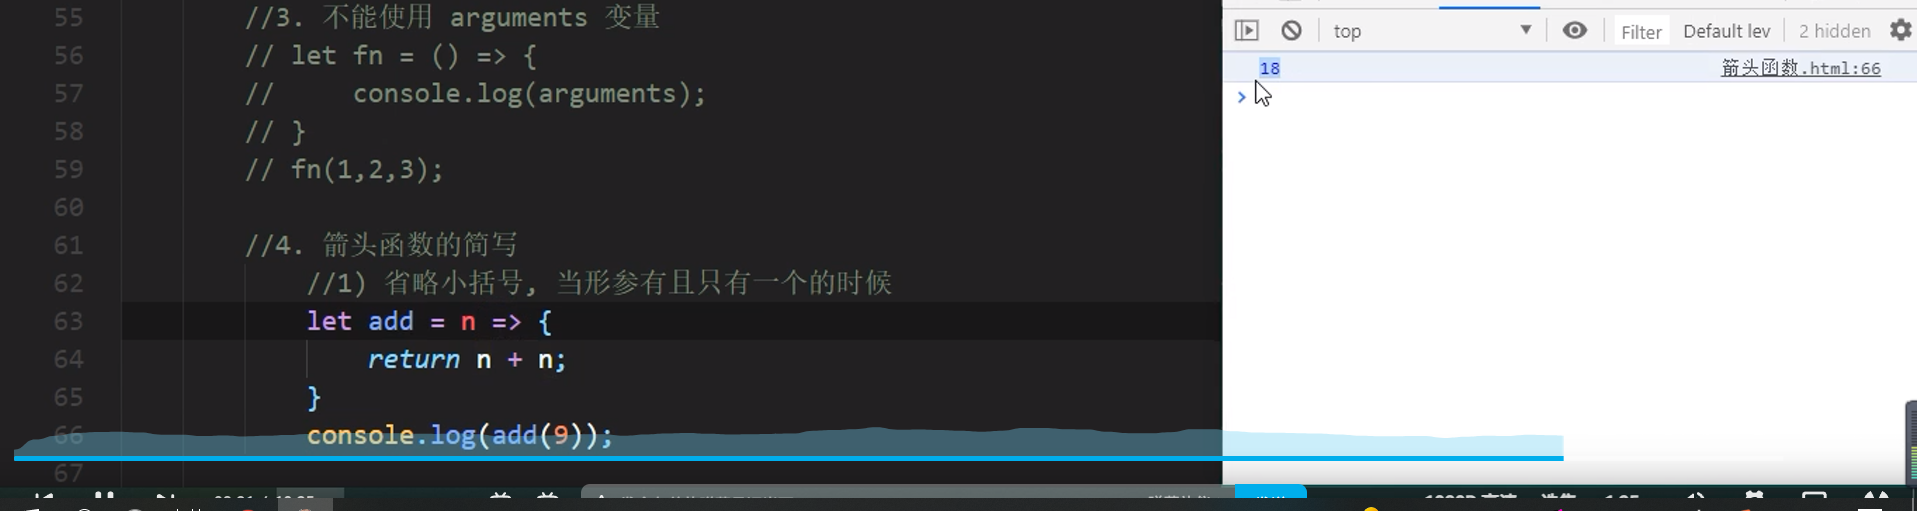 55 //3. 不能使用 arguments 变量
56 // let fn = () => {
57 //     console.log(arguments);
58 // }
59 // fn(1,2,3);
60
61 //4. 箭头函数的简写
62 //1) 省略小括号, 当形参有且只有一个的时候
63 let add = n => {
64 return n + n;
65 }
66 console.log(add(9));
67
top Filter Default lev 2 hidden
18 箭头函数.html:66